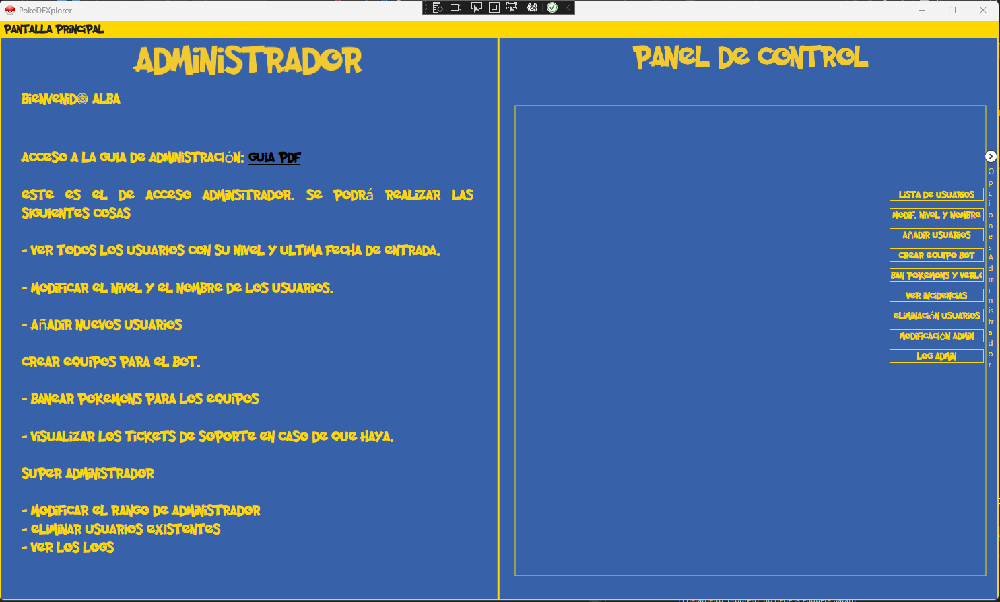 PokeDEXplorer
Pantalla Principal
Administrador
Bienvenid@ Alba
Acceso a la guia de administración: Guia PDF
Este es el de acceso adminsitrador. Se podrá realizar las
siguientes cosas
- Ver todos los usuarios con su nivel y ultima fecha de entrada.
- Modificar el nivel y el nombre de los usuarios.
- Añadir nuevos usuarios
Crear equipos para el bot.
- Banear pokemons para los equipos
- Visualizar los tickets de soporte en caso de que haya.
Super Administrador
- Modificar el rango de administrador
- Eliminar usuarios existentes
- Ver los logs
Panel de control
Lista de usuarios
Modif. nivel y nombre
Añadir usuarios
Crear equipo bot
Ban pokemons y verlo
Ver incidencias
Eliminación usuarios
Modificación admin
Log admin
Opciones Administrador